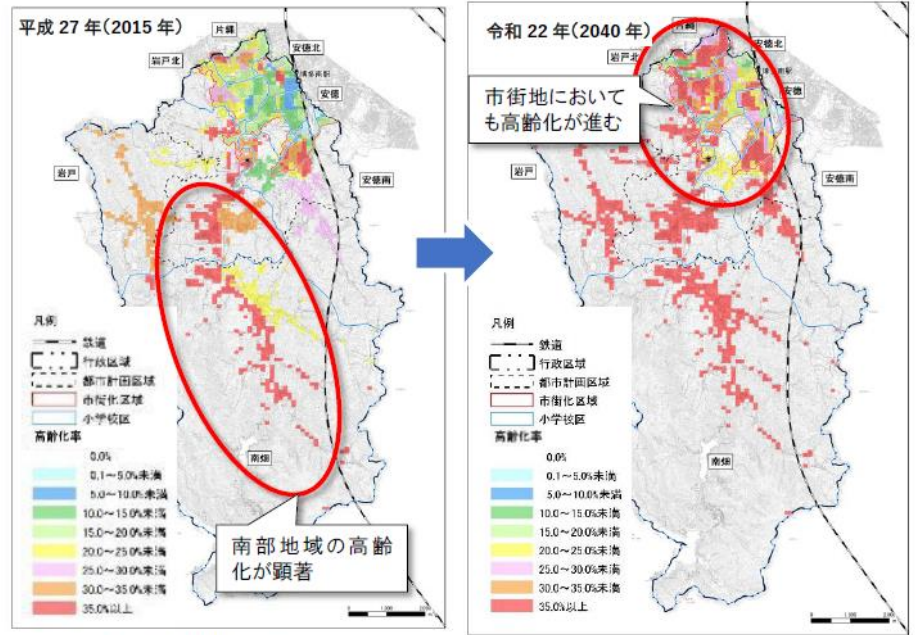 平成 27 年(2015 年)
片縄
岩戸北
安徳北
博多南駅
安徳
岩戸
安徳南
南畑
凡例
鉄道
行政区域
都市計画区域
市街化区域
小学校区
高齢化率
0.0%
0.1～5.0%未満
5.0～10.0%未満
10.0～15.0%未満
15.0～20.0%未満
20.0～25.0%未満
25.0～30.0%未満
30.0～35.0%未満
35.0%以上
南部地域の高齢
化が顕著
令和 22 年(2040 年)
片縄
岩戸北
安徳北
安徳
市街地において
も高齢化が進む
岩戸
安徳南
南畑
凡例
鉄道
行政区域
都市計画区域
市街化区域
小学校区
高齢化率
0.0%
0.1～5.0%未満
5.0～10.0%未満
10.0～15.0%未満
15.0～20.0%未満
20.0～25.0%未満
25.0～30.0%未満
30.0～35.0%未満
35.0%以上